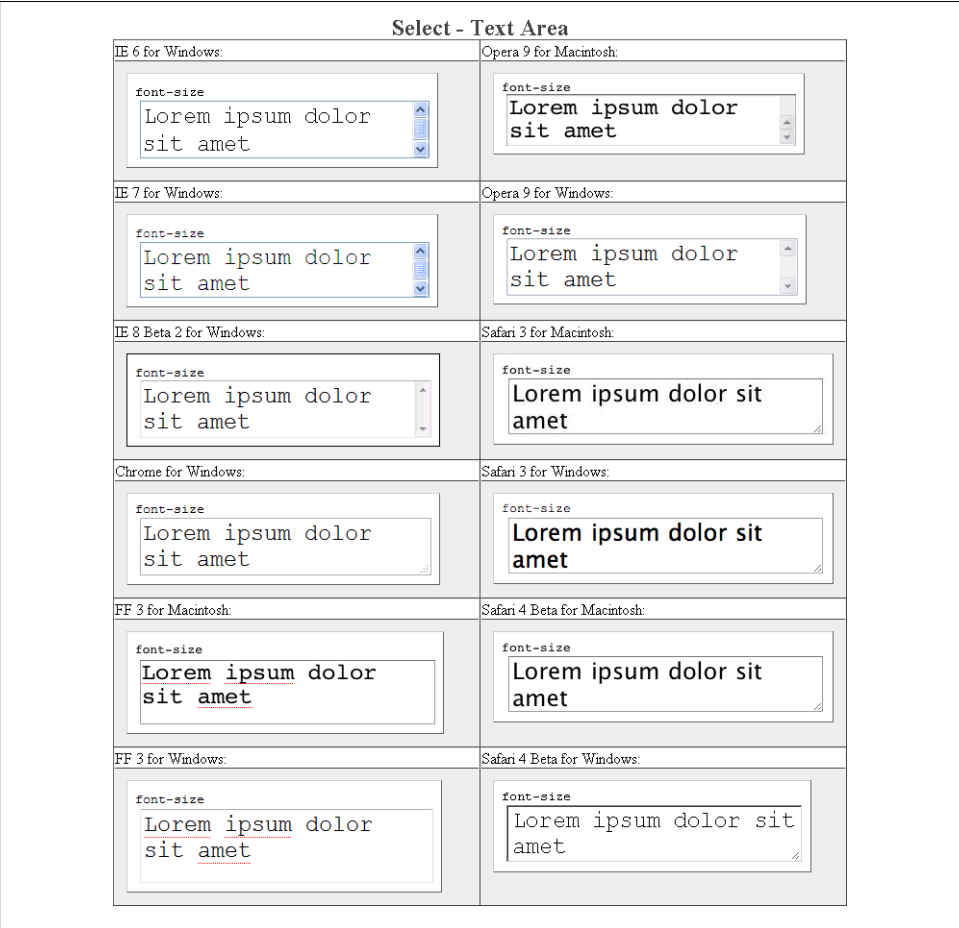 Select - Text Area
IE 6 for Windows:
font-size
Lorem ipsum dolor
sit amet
Opera 9 for Macintosh:
font-size
Lorem ipsum dolor
sit amet
IE 7 for Windows:
font-size
Lorem ipsum dolor
sit amet
Opera 9 for Windows:
font-size
Lorem ipsum dolor
sit amet
IE 8 Beta 2 for Windows:
font-size
Lorem ipsum dolor
sit amet
Safari 3 for Macintosh:
font-size
Lorem ipsum dolor sit
amet
Chrome for Windows:
font-size
Lorem ipsum dolor
sit amet
Safari 3 for Windows:
font-size
Lorem ipsum dolor sit
amet
FF 3 for Macintosh:
font-size
Lorem ipsum dolor
sit amet
Safari 4 Beta for Macintosh:
font-size
Lorem ipsum dolor sit
amet
FF 3 for Windows:
font-size
Lorem ipsum dolor
sit amet
Safari 4 Beta for Windows:
font-size
Lorem ipsum dolor sit
amet